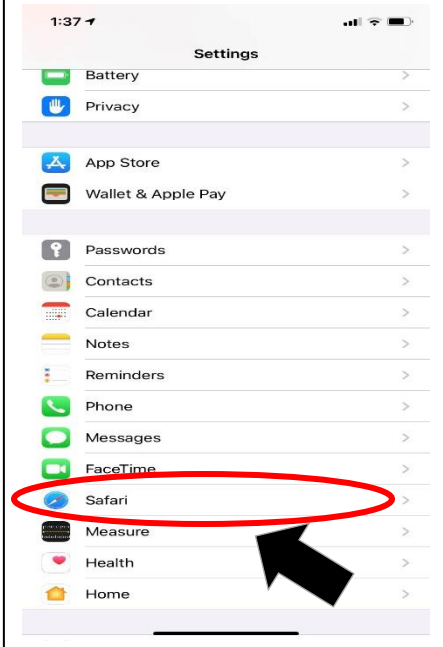 1:37
Settings
Battery
Privacy
App Store
Wallet & Apple Pay
Passwords
Contacts
Calendar
Notes
Reminders
Phone
Messages
FaceTime
Safari
Measure
Health
Home